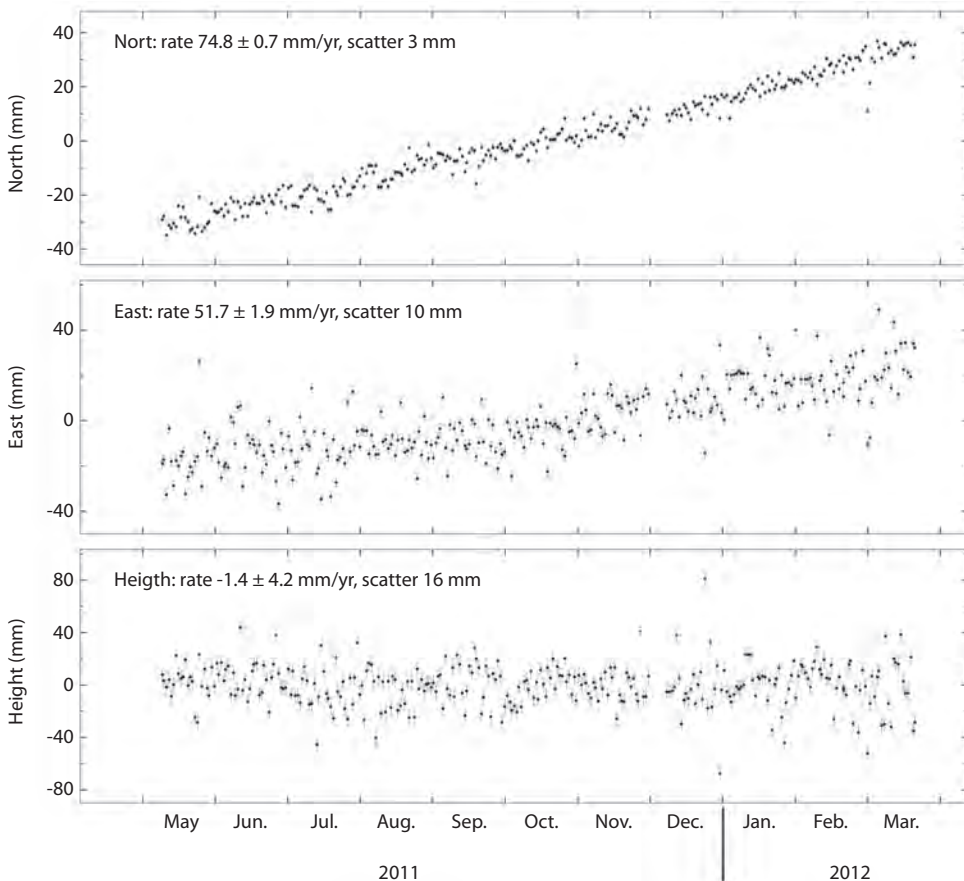 Nort: rate 74.8 ± 0.7 mm/yr, scatter 3 mm
North (mm)
40
20
0
-20
-40
East: rate 51.7 ± 1.9 mm/yr, scatter 10 mm
East (mm)
40
0
-40
Heigth: rate -1.4 ± 4.2 mm/yr, scatter 16 mm
Height (mm)
80
40
0
-40
-80
May Jun. Jul. Aug. Sep. Oct. Nov. Dec. Jan. Feb. Mar.
2011 2012